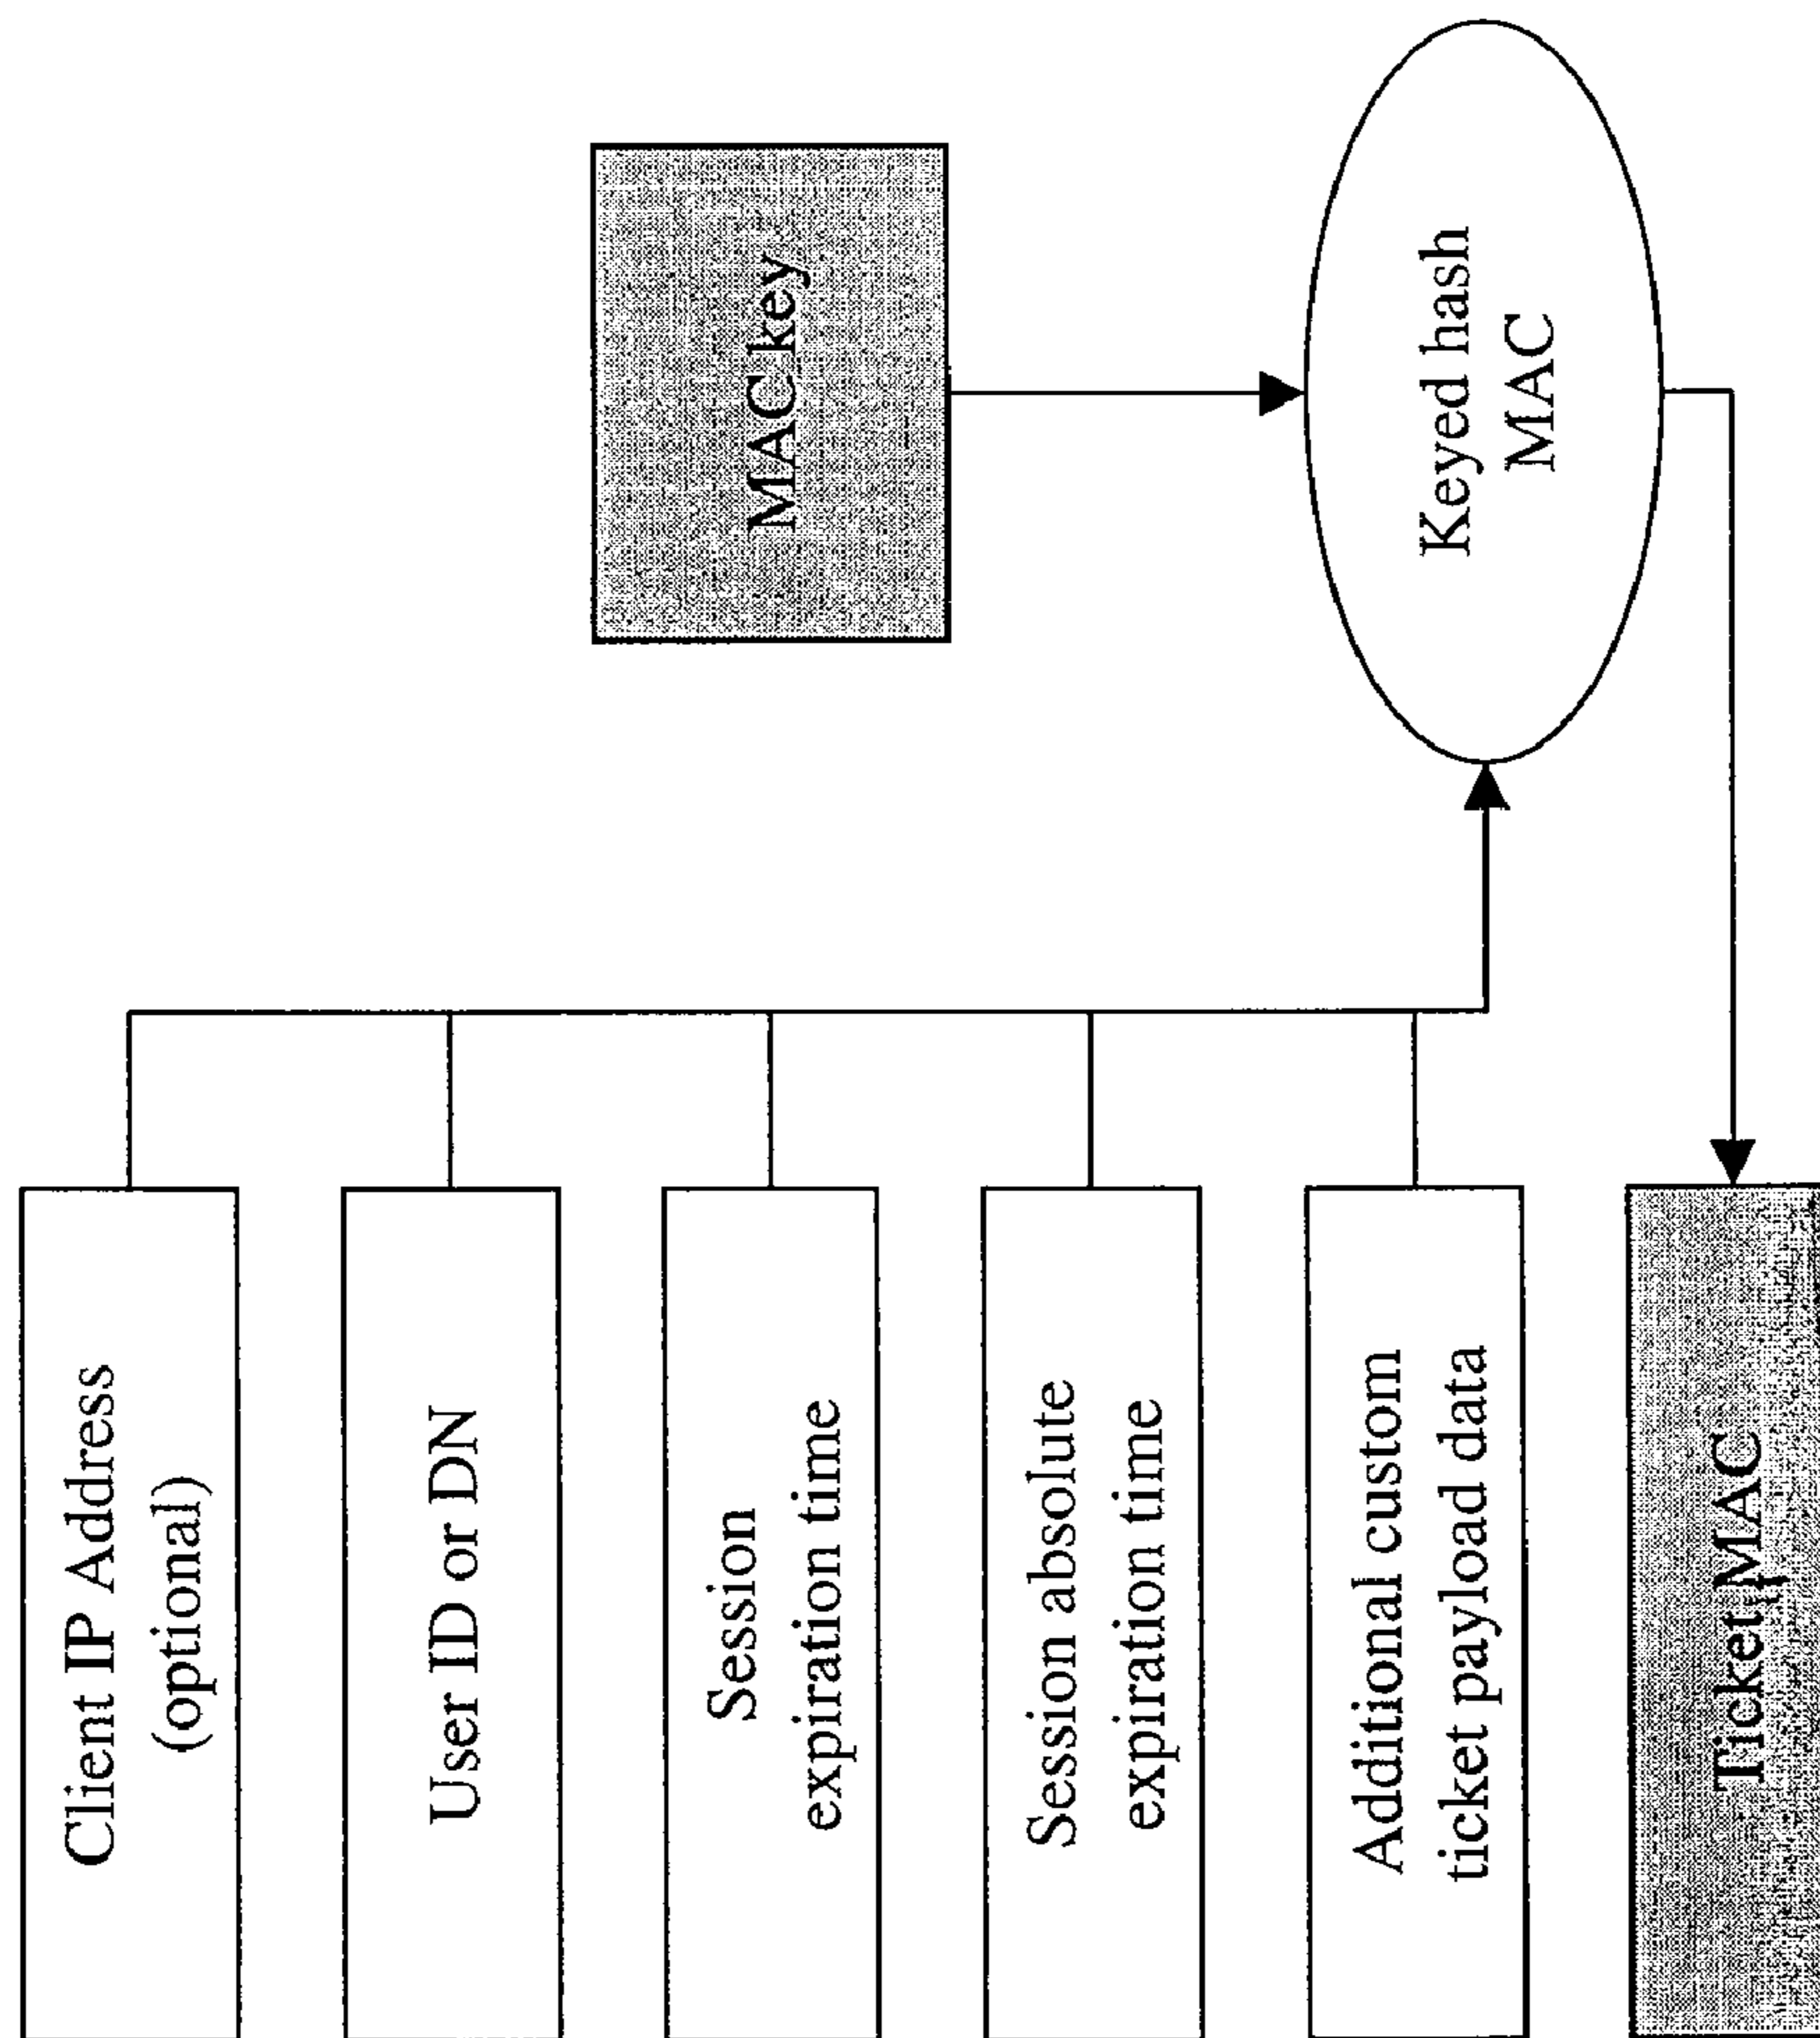 Client IP Address
(optional)
User ID or DN
Session
expiration time
Session absolute
expiration time
Additional custom
ticket payload data
Ticket MAC
MAC key
Keyed hash
MAC